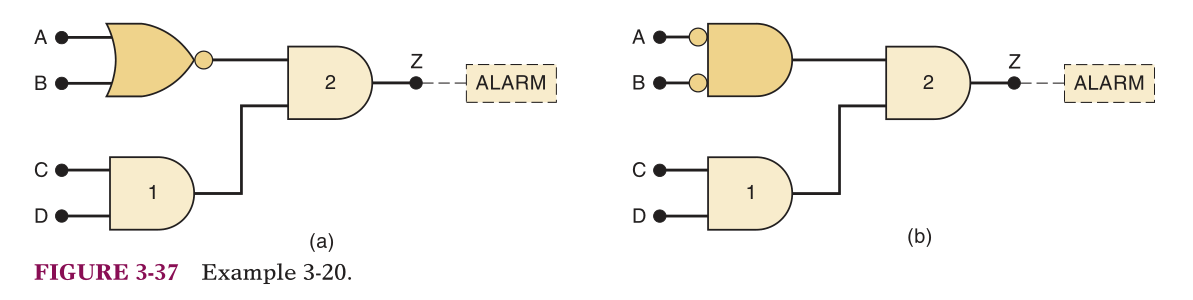 A
B
2
Z
ALARM
C
D
1
(a)
A
B
2
Z
ALARM
C
D
1
(b)
FIGURE 3-37 Example 3-20.